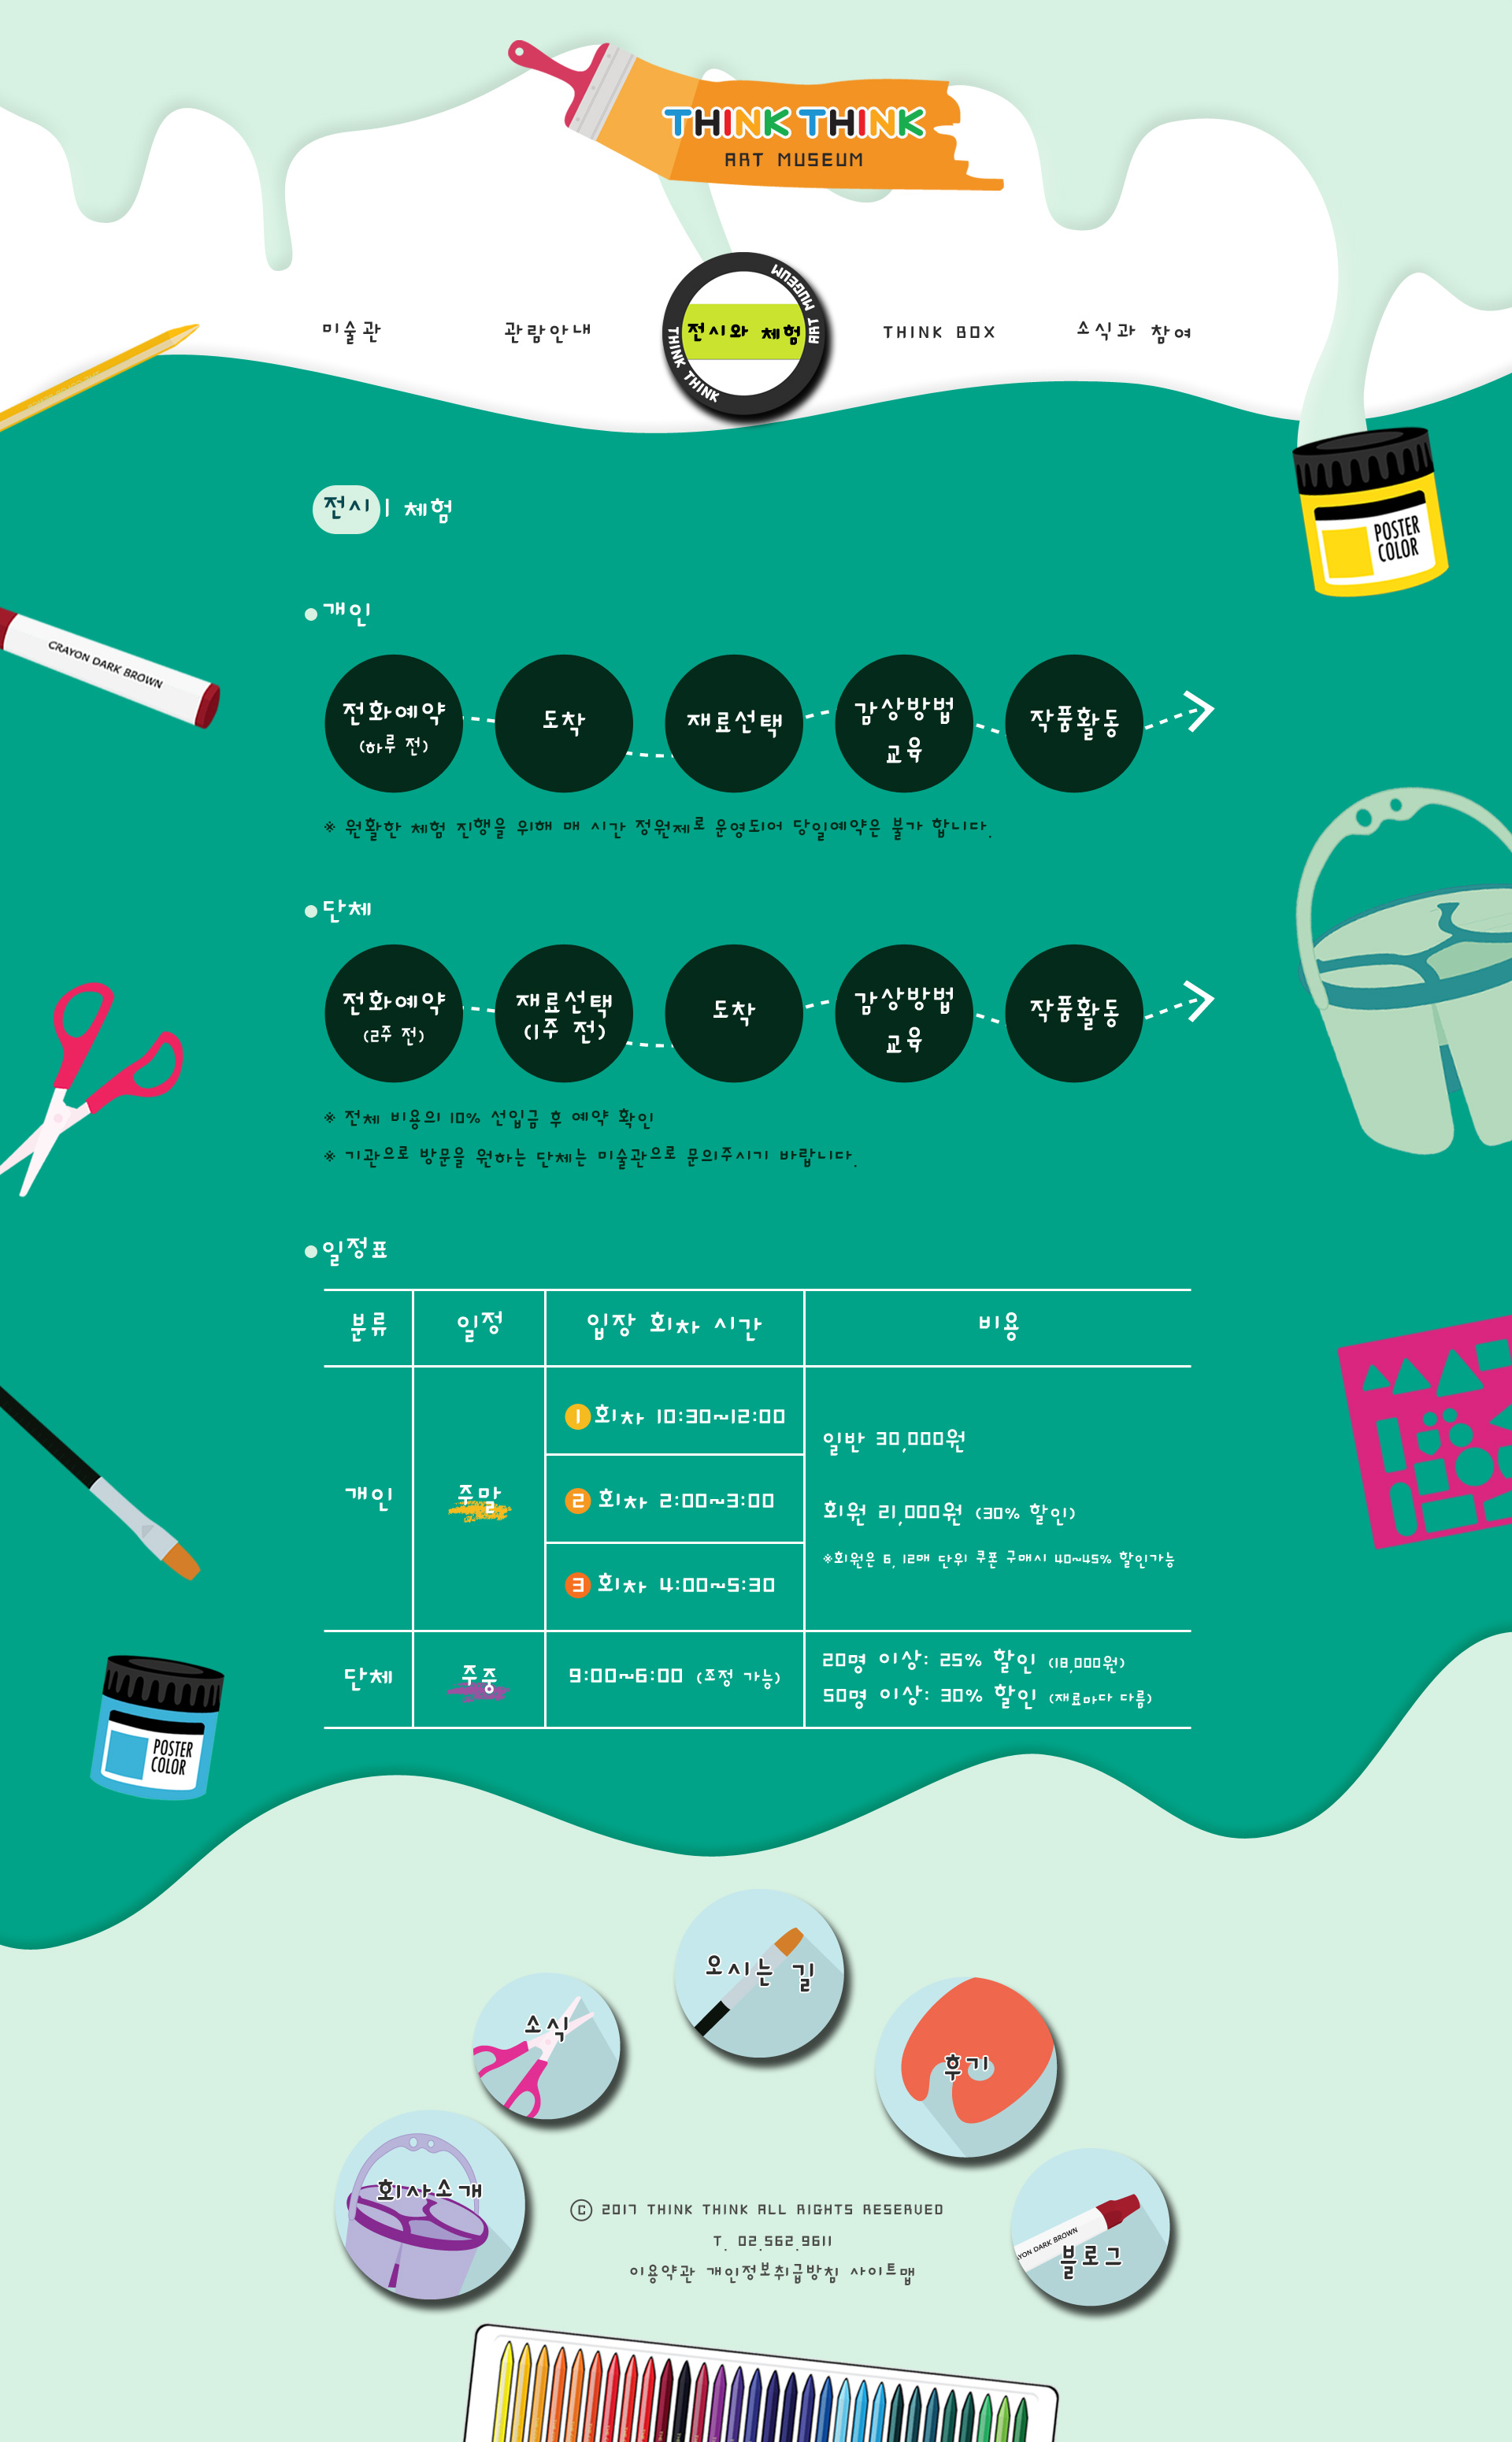 THINK THINK
ART MUSEUM
미술관
관람안내
전시와 체험
THINK THINK ART MUSEUM
THINK BOX
소식과 참여
POSTER
COLOR
전시 | 체험
CRAYON DARK BROWN
개인
전화예약
(하루 전)
도착
재료선택
감상방법
교육
작품활동
※ 원활한 체험 진행을 위해 매 시간 정원제로 운영되어 당일예약은 불가 합니다.
단체
전화예약
(2주 전)
재료선택
(1주 전)
도착
감상방법
교육
작품활동
※ 전체 비용의 10% 선입금 후 예약 확인
※ 기관으로 방문을 원하는 단체는 미술관으로 문의주시기 바랍니다.
일정표
분류 일정 입장 회차 시간 비용
개인
주말
1 회차 10:30~12:00
2 회차 2:00~3:00
3 회차 4:00~5:30
일반 30,000원
회원 21,000원 (30% 할인)
※회원은 6, 12매 단위 쿠폰 구매시 40~45% 할인가능
단체
주중
9:00~6:00 (조정 가능)
20명 이상: 25% 할인 (18,000원)
50명 이상: 30% 할인 (재료마다 다름)
POSTER
COLOR
오시는 길
소식
후기
회사소개
YON DARK BROWN
블로그
© 2017 THINK THINK ALL RIGHTS RESERVED
T. 02.562.9611
이용약관 개인정보취급방침 사이트맵